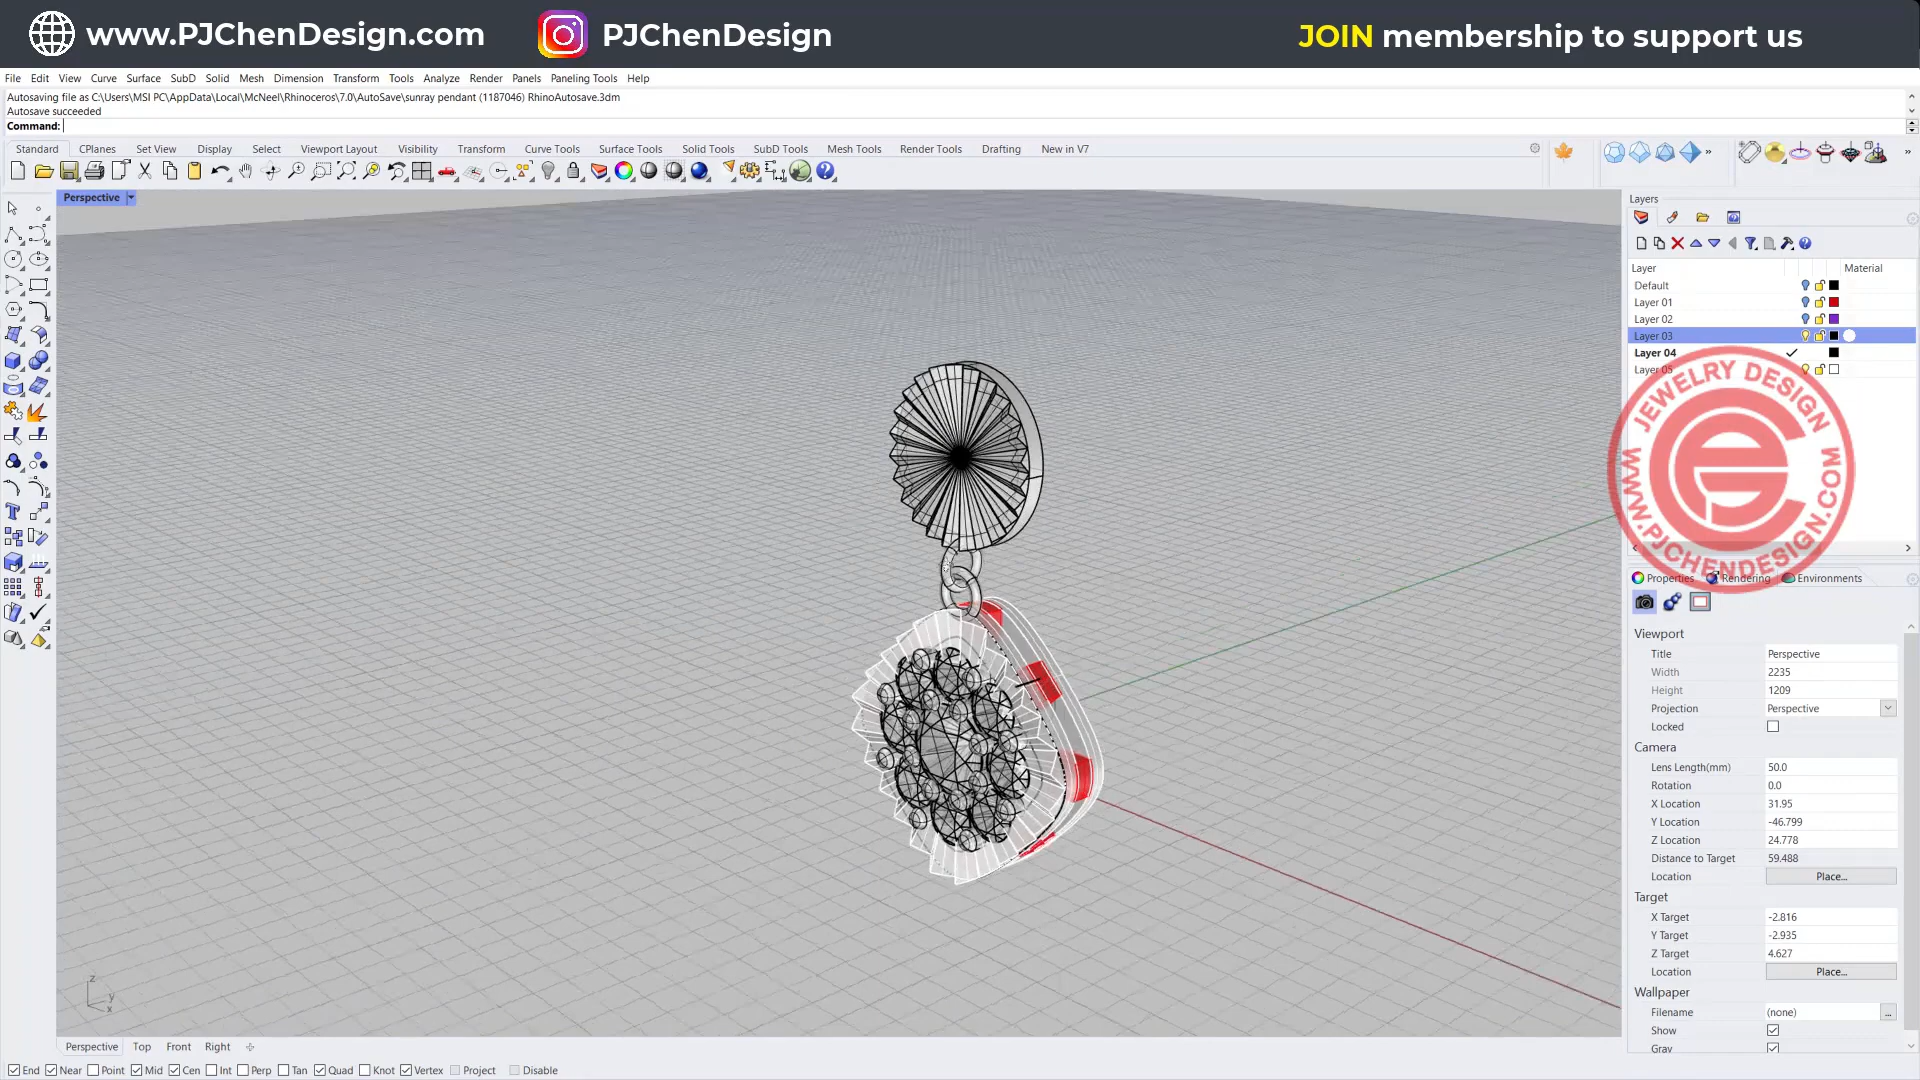 www.PJChenDesign.com PJChenDesign JOIN membership to support us
File Edit View Curve Surface SubD Solid Mesh Dimension Transform Tools Analyze Render Panels Paneling Tools Help
Autosaving file as C:\Users\MSI PC\AppData\Local\McNeel\Rhinoceros\7.0\AutoSave\sunray pendant (1187046) RhinoAutosave.3dm
Autosave succeeded
Command:
Standard CPlanes Set View Display Select Viewport Layout Visibility Transform Curve Tools Surface Tools Solid Tools SubD Tools Mesh Tools Render Tools Drafting New in V7
Perspective
Layers
Layer Material
Default
Layer 01
Layer 02
Layer 03
Layer 04
Layer 05
JEWELRY DESIGN
WWW.PJCHENDESIGN.COM
Properties Rendering Environments
Viewport
Title Perspective
Width 2235
Height 1209
Projection Perspective
Locked
Camera
Lens Length(mm) 50.0
Rotation 0.0
X Location 31.95
Y Location -46.799
Z Location 24.778
Distance to Target 59.488
Location Place...
Target
X Target -2.816
Y Target -2.935
Z Target 4.627
Location Place...
Wallpaper
Filename (none) ...
Show
Gray
z
y
x
Perspective Top Front Right
End Near Point Mid Cen Int Perp Tan Quad Knot Vertex Project Disable